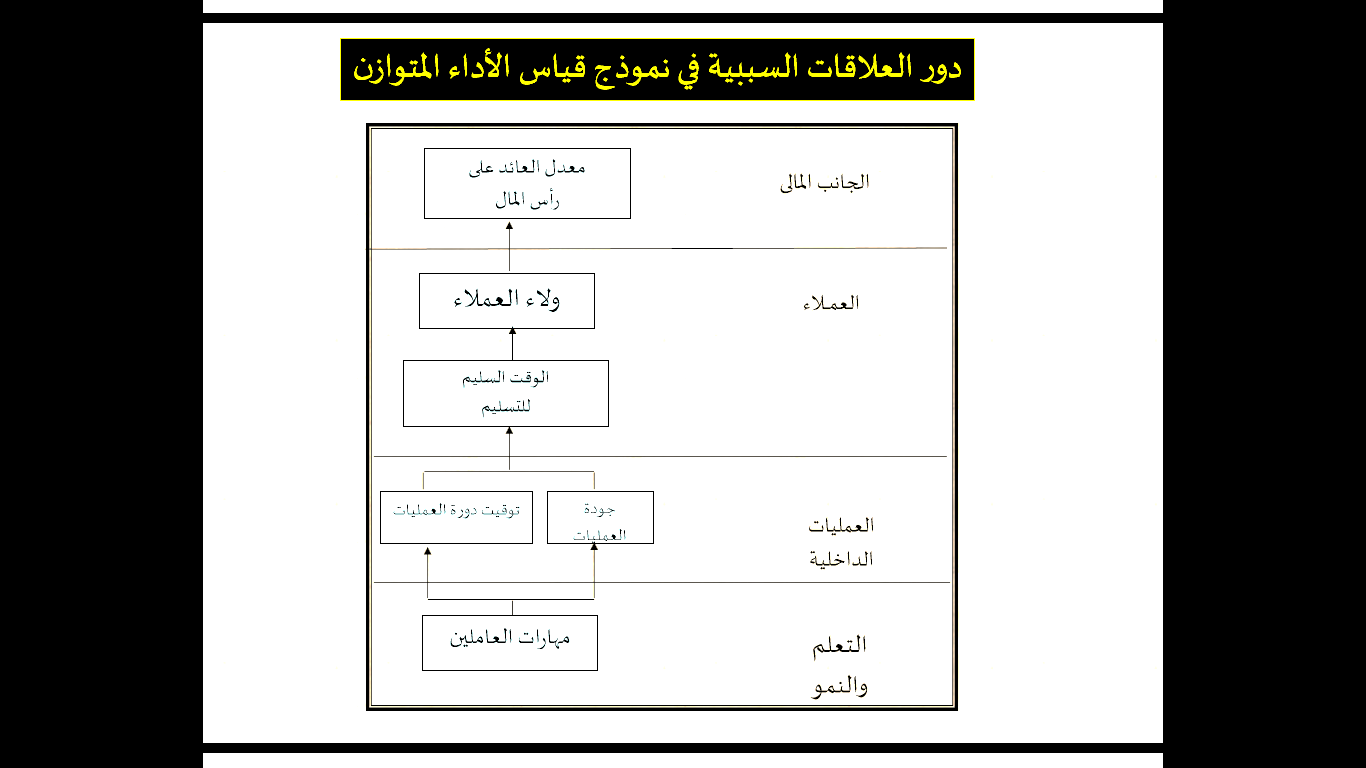 دور العلاقات السببية في نموذج قياس الأداء المتوازن
الجانب المالى
معدل العائد على
رأس المال
العملاء
ولاء العملاء
الوقت السليم
للتسليم
العمليات
الداخلية
جودة
العمليات
توقيت دورة العمليات
التعلم
والنمو
مهارات العاملين